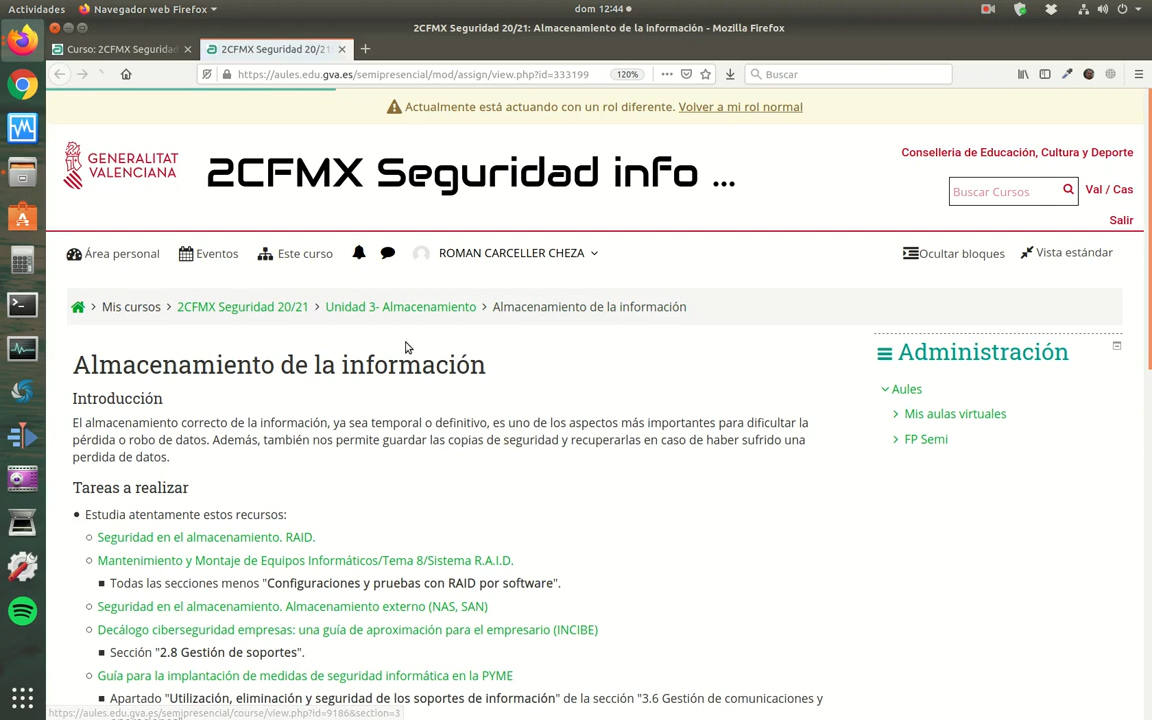 Actividades
Navegador web Firefox
dom 12:44
2CFMX Seguridad 20/21: Almacenamiento de la información - Mozilla Firefox
Curso: 2CFMX Seguridad
2CFMX Seguridad 20/21
https://aules.edu.gva.es/semipresencial/mod/assign/view.php?id=333199
120%
Buscar
Actualmente está actuando con un rol diferente. Volver a mi rol normal
GENERALITAT
VALENCIANA
2CFMX Seguridad info ...
Conselleria de Educación, Cultura y Deporte
Buscar Cursos
Val / Cas
Salir
Área personal
Eventos
Este curso
ROMAN CARCELLER CHEZA
Ocultar bloques
Vista estándar
Mis cursos > 2CFMX Seguridad 20/21 > Unidad 3- Almacenamiento > Almacenamiento de la información
Almacenamiento de la información
Introducción
El almacenamiento correcto de la información, ya sea temporal o definitivo, es uno de los aspectos más importantes para dificultar la
pérdida o robo de datos. Además, también nos permite guardar las copias de seguridad y recuperarlas en caso de haber sufrido una
perdida de datos.
Tareas a realizar
Estudia atentamente estos recursos:
Seguridad en el almacenamiento. RAID.
Mantenimiento y Montaje de Equipos Informáticos/Tema 8/Sistema R.A.I.D.
Todas las secciones menos "Configuraciones y pruebas con RAID por software".
Seguridad en el almacenamiento. Almacenamiento externo (NAS, SAN)
Decálogo ciberseguridad empresas: una guía de aproximación para el empresario (INCIBE)
Sección "2.8 Gestión de soportes".
Guía para la implantación de medidas de seguridad informática en la PYME
Apartado "Utilización, eliminación y seguridad de los soportes de información" de la sección "3.6 Gestión de comunicaciones y
Administración
Aules
Mis aulas virtuales
FP Semi
https://aules.edu.gva.es/semipresencial/course/view.php?id=9186&section=3